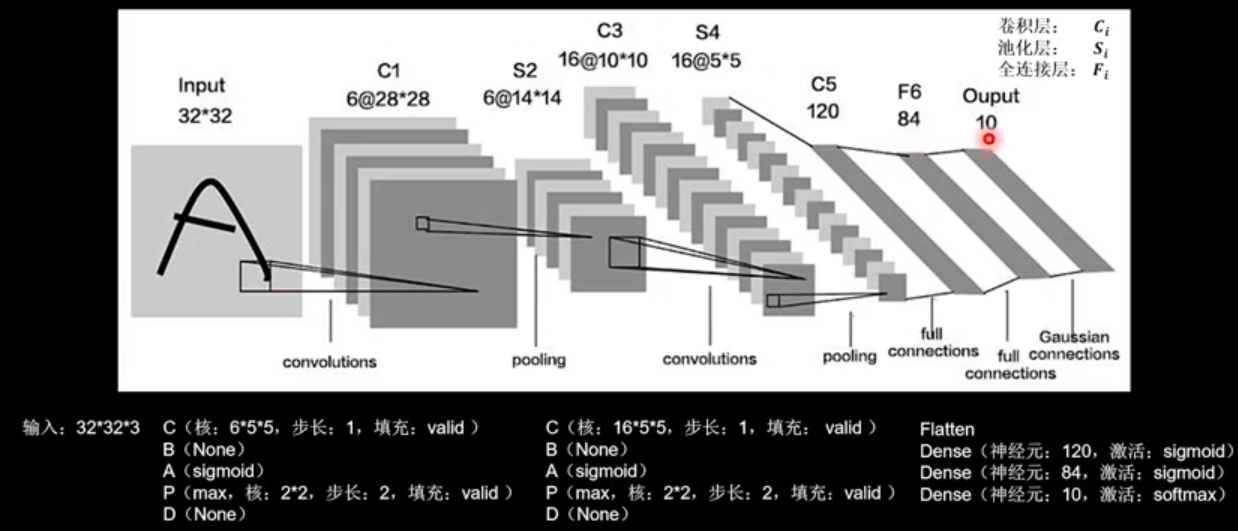 卷积层： Cᵢ
池化层： Sᵢ
全连接层： Fᵢ
Input
32*32
C1
6@28*28
S2
6@14*14
C3
16@10*10
S4
16@5*5
C5
120
F6
84
Ouput
10
convolutions
pooling
convolutions
pooling
full
connections
full
connections
Gaussian
connections
输入：32*32*3
C（核：6*5*5，步长：1，填充：valid ）
B（None）
A（sigmoid）
P（max，核：2*2，步长：2，填充：valid ）
D（None）
C（核：16*5*5，步长：1，填充： valid ）
B（None）
A（sigmoid）
P（max，核：2*2，步长：2，填充：valid ）
D（None）
Flatten
Dense（神经元：120，激活：sigmoid）
Dense（神经元：84，激活：sigmoid）
Dense（神经元：10，激活：softmax）